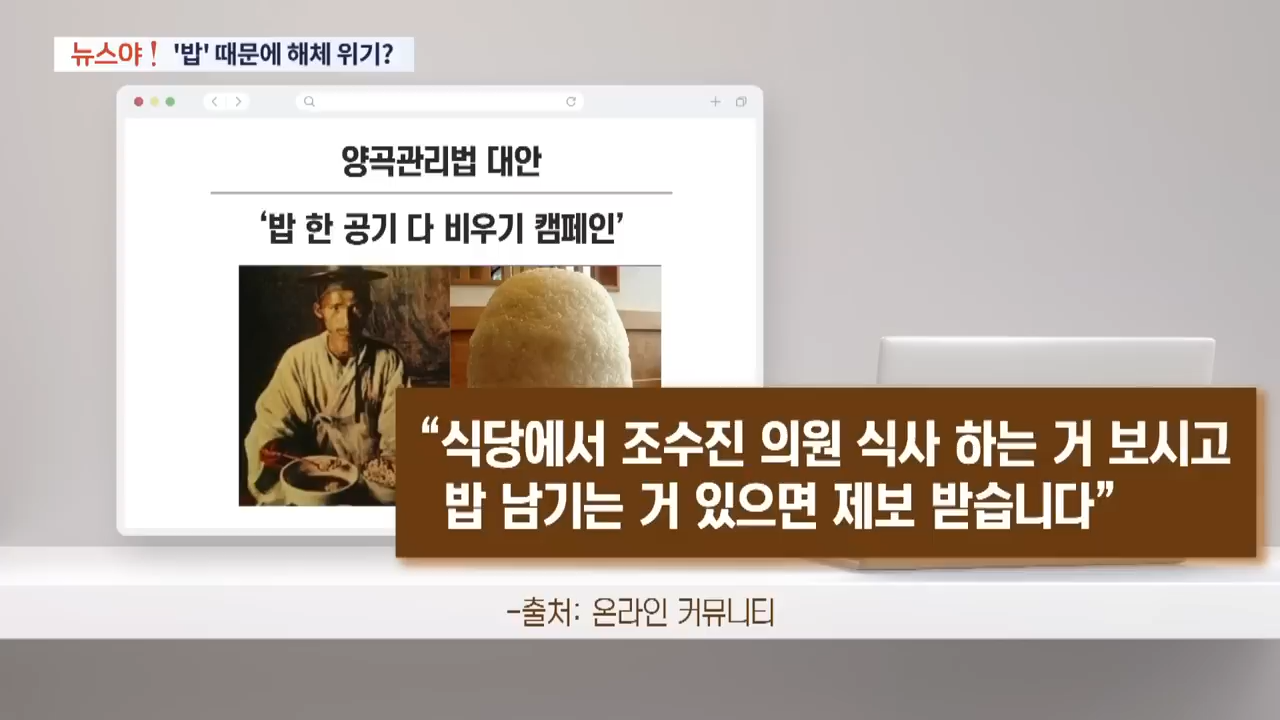 뉴스야! '밥' 때문에 해체 위기?
양곡관리법 대안
‘밥 한 공기 다 비우기 캠페인’
“식당에서 조수진 의원 식사 하는 거 보시고
밥 남기는 거 있으면 제보 받습니다”
-출처: 온라인 커뮤니티